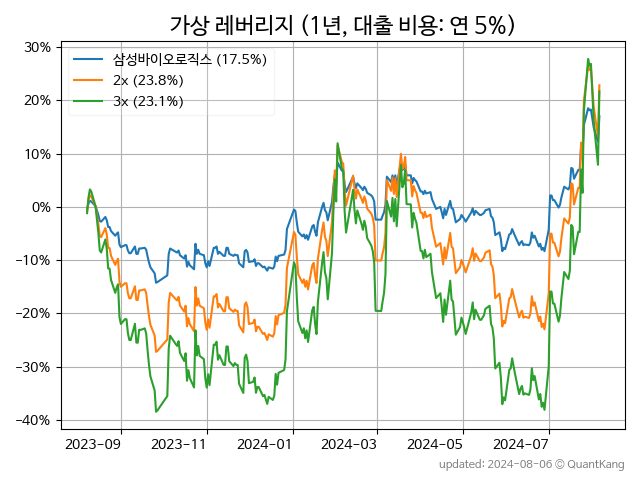 가상 레버리지 (1년, 대출 비용: 연 5%)
30%
20%
10%
0%
−10%
−20%
−30%
−40%
삼성바이오로직스 (17.5%)
2x (23.8%)
3x (23.1%)
2023-09 2023-11 2024-01 2024-03 2024-05 2024-07
updated: 2024-08-06 © QuantKang